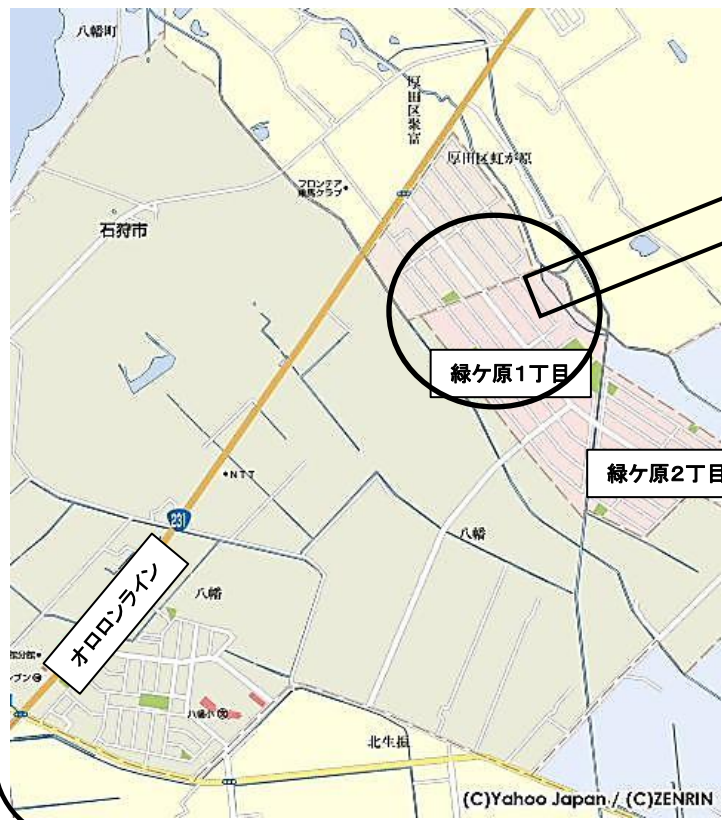 八幡町
厚田区聚富
厚田区虹が原
フロンテア
乗馬クラブ
石狩市
緑ケ原1丁目
緑ケ原2丁目
NTT
231
八幡
オロロンライン
八幡
八幡小
北生振
(C)Yahoo Japan / (C)ZENRIN